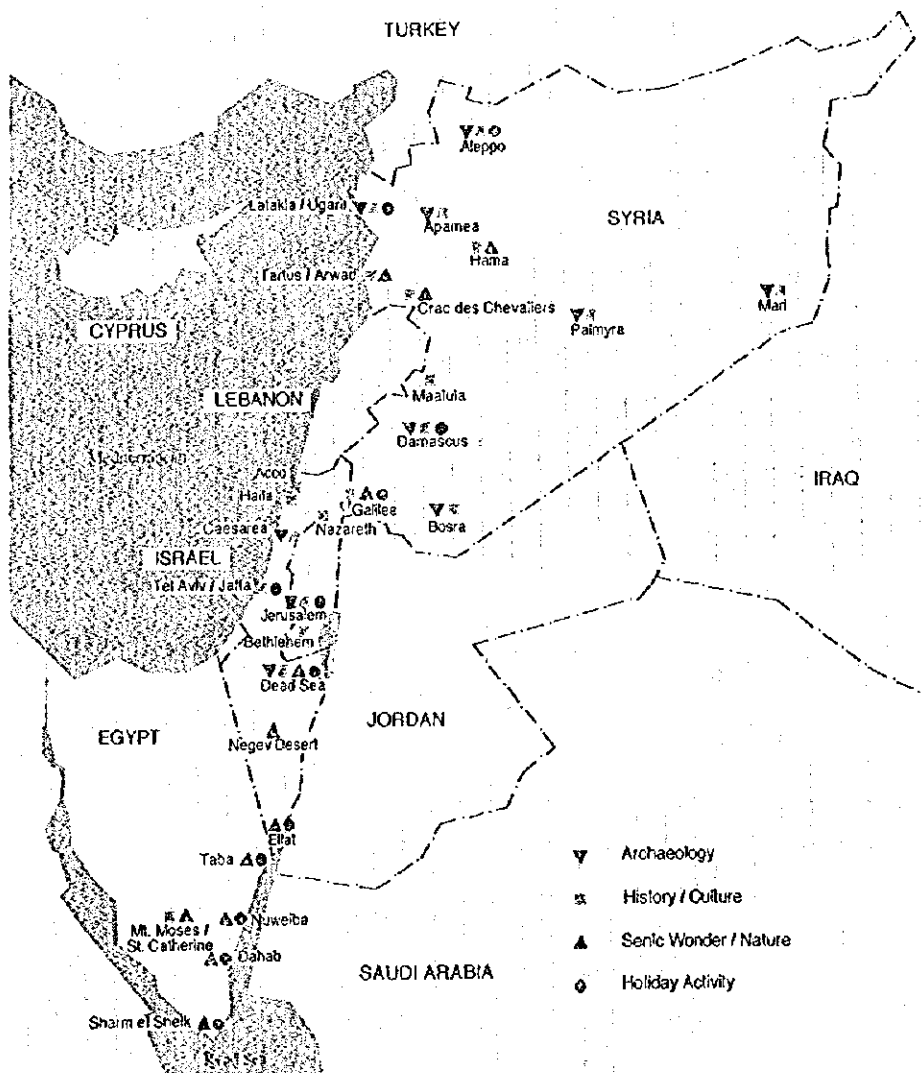 TURKEY
Aleppo
Latakia / Ugarit
Apamea
SYRIA
Hama
Tartus / Arwad
Crac des Chevaliers
Mari
Palmyra
CYPRUS
LEBANON
Maalula
Damascus
Mediterranean
Acco
IRAQ
Haifa
Galilee
Caesarea
Nazareth
Bosra
ISRAEL
Tel Aviv / Jaffa
Jerusalem
Bethlehem
Dead Sea
JORDAN
EGYPT
Negev Desert
Eilat
Taba
Archaeology
History / Culture
Nuweiba
Mt. Moses /
St. Catherine
Senic Wonder / Nature
Dahab
SAUDI ARABIA
Holiday Activity
Sharm el Sheik
Read Sea